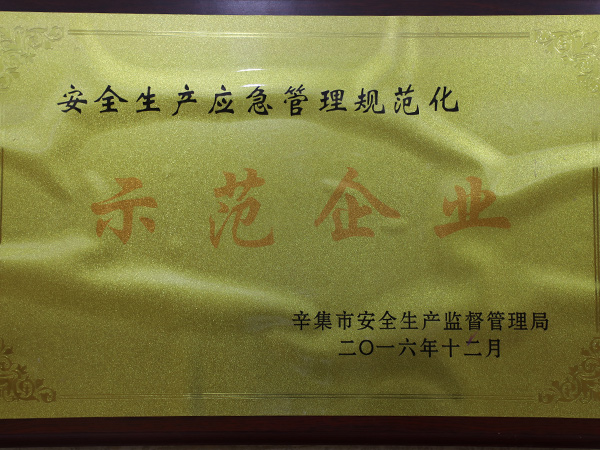 安全生产应急管理规范化
示范企业
辛集市安全生产监督管理局
二〇一六年十二月